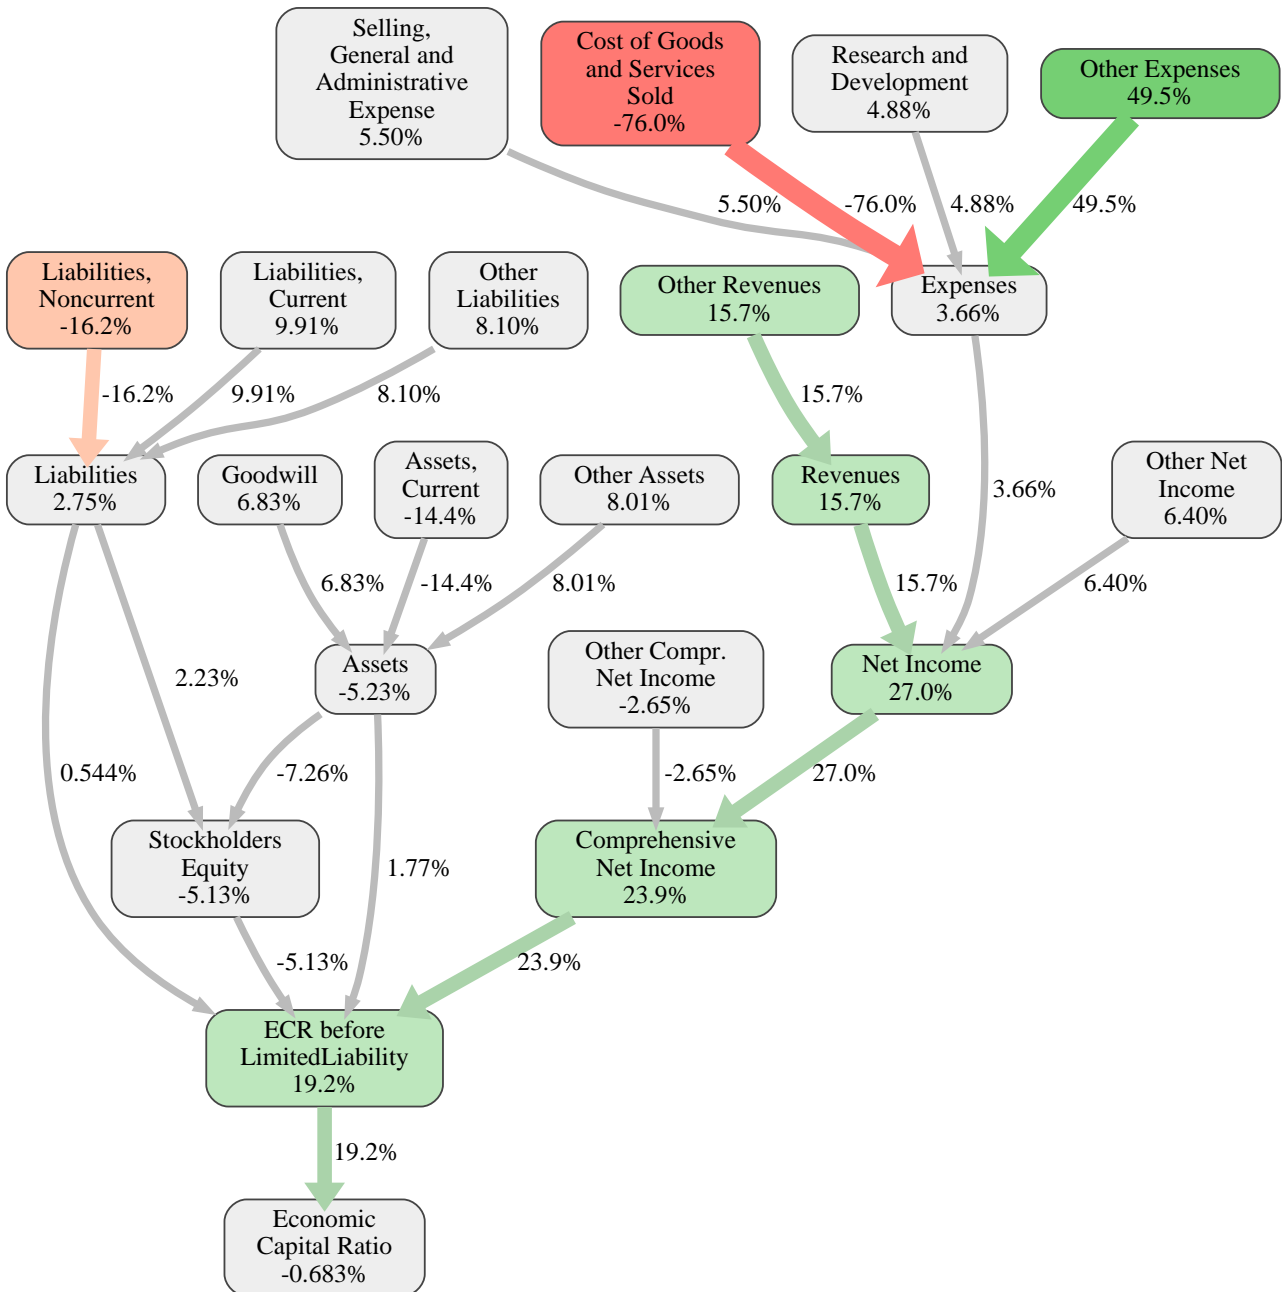 Selling,
General and
Administrative
Expense
5.50%
Cost of Goods
and Services
Sold
-76.0%
Research and
Development
4.88%
Other Expenses
49.5%
5.50%
-76.0%
4.88%
49.5%
Liabilities,
Noncurrent
-16.2%
Liabilities,
Current
9.91%
Other
Liabilities
8.10%
Other Revenues
15.7%
Expenses
3.66%
-16.2%
9.91%
8.10%
15.7%
Liabilities
2.75%
Goodwill
6.83%
Assets,
Current
-14.4%
Other Assets
8.01%
Revenues
15.7%
3.66%
Other Net
Income
6.40%
6.83%
-14.4%
8.01%
15.7%
6.40%
2.23%
Assets
-5.23%
Other Compr.
Net Income
-2.65%
Net Income
27.0%
0.544%
-7.26%
-2.65%
27.0%
Stockholders
Equity
-5.13%
1.77%
Comprehensive
Net Income
23.9%
-5.13%
23.9%
ECR before
LimitedLiability
19.2%
19.2%
Economic
Capital Ratio
-0.683%